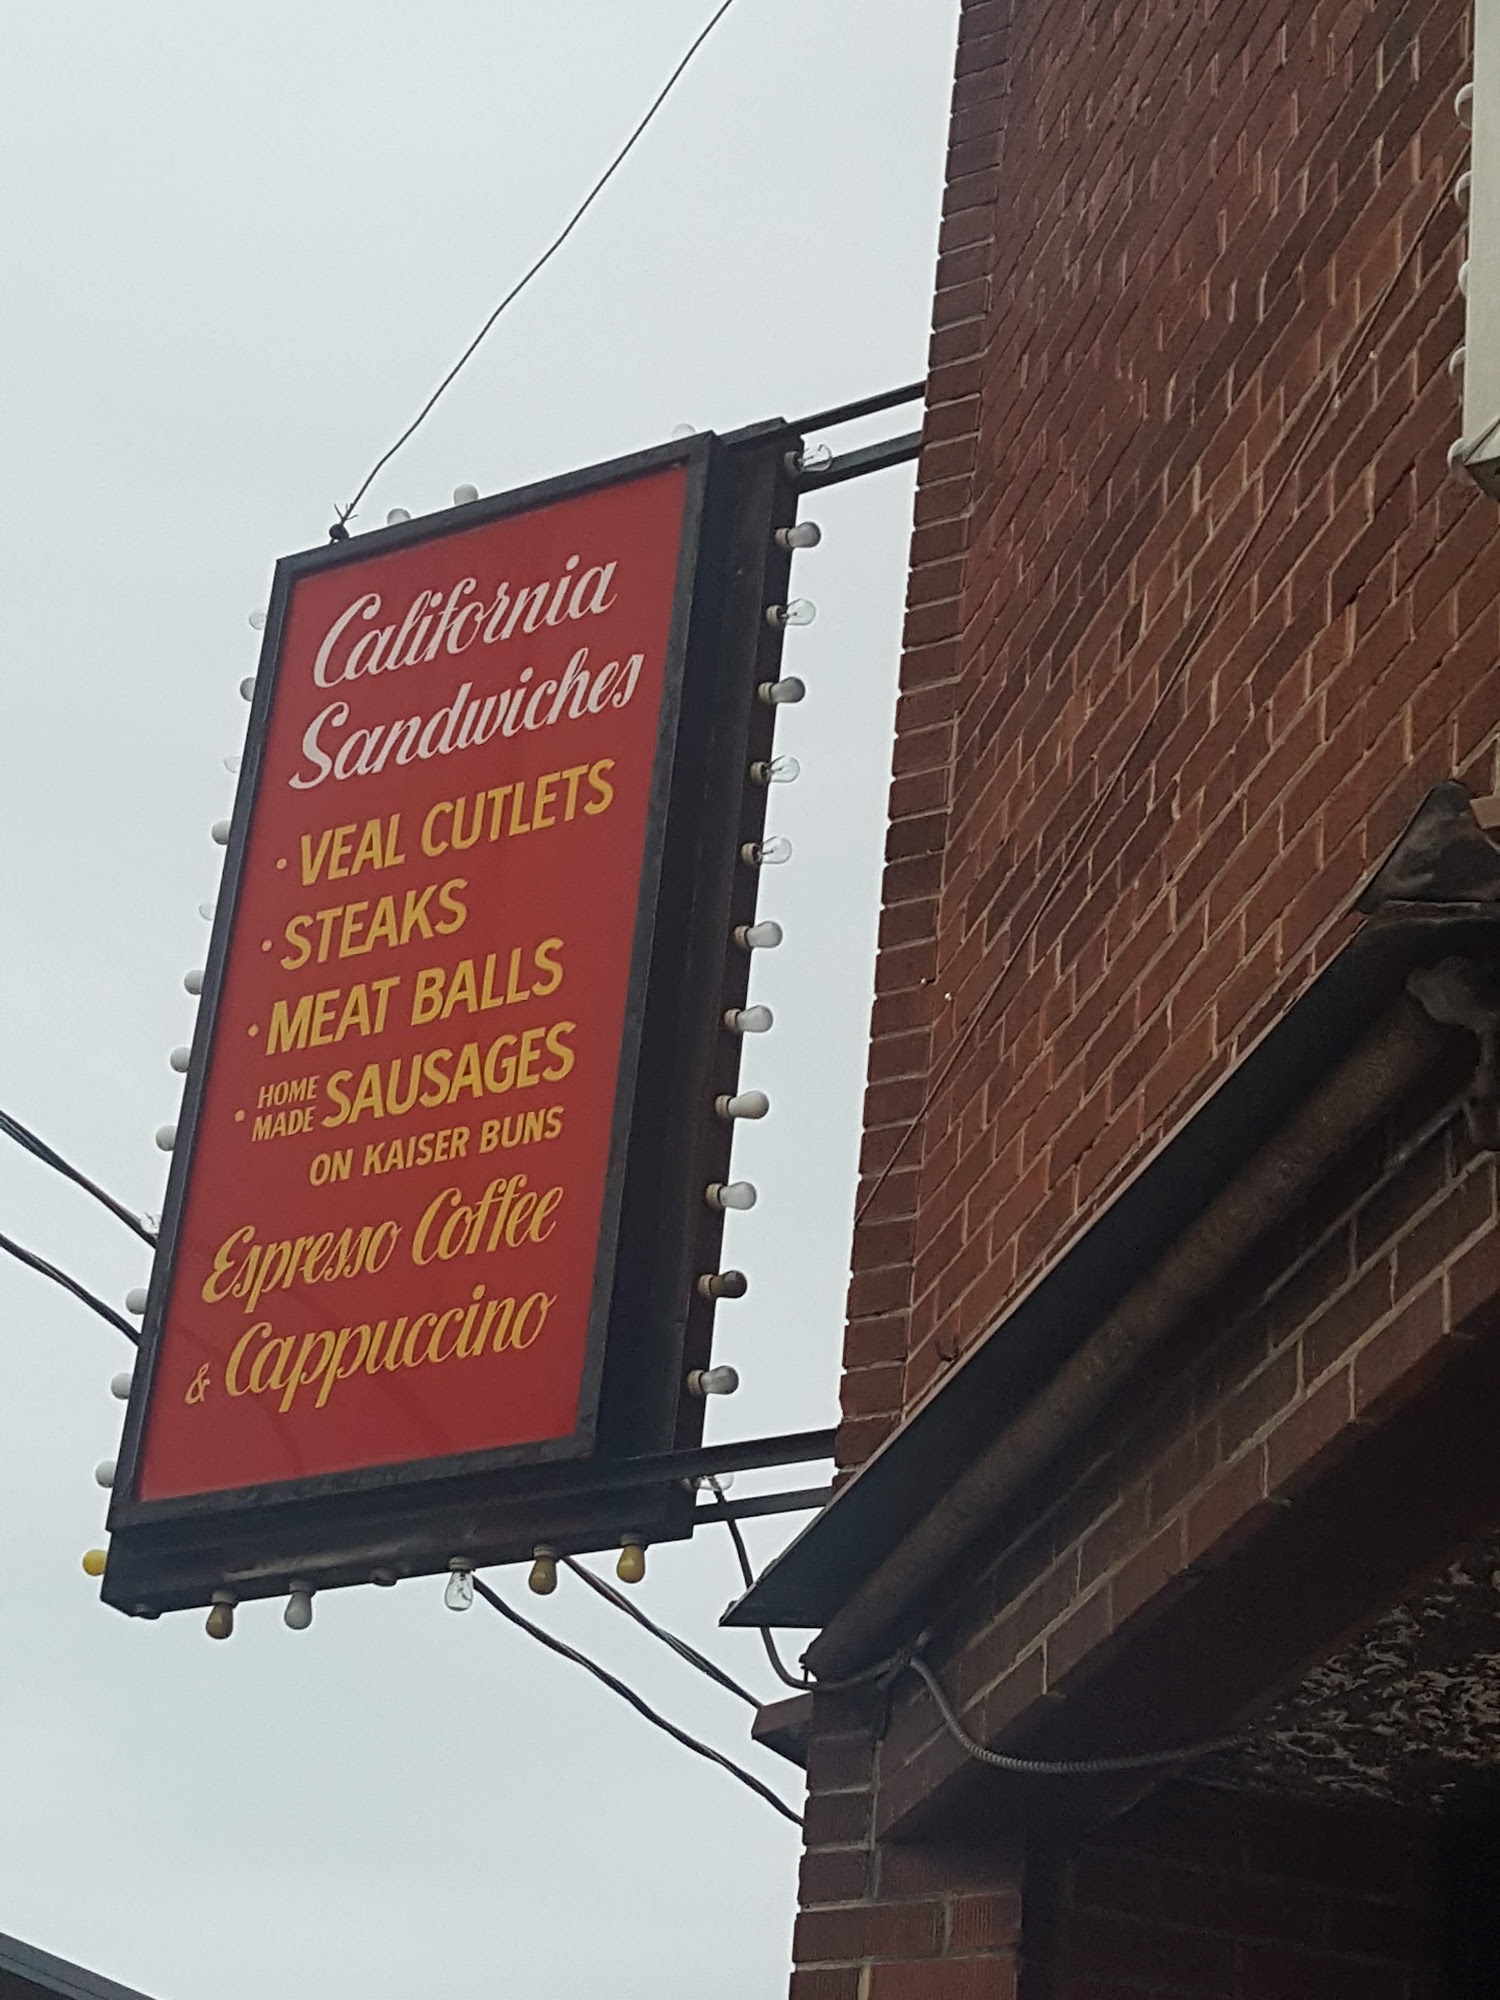 California
Sandwiches
· VEAL CUTLETS
· STEAKS
· MEAT BALLS
· HOME MADE SAUSAGES
ON KAISER BUNS
Espresso Coffee
& Cappuccino